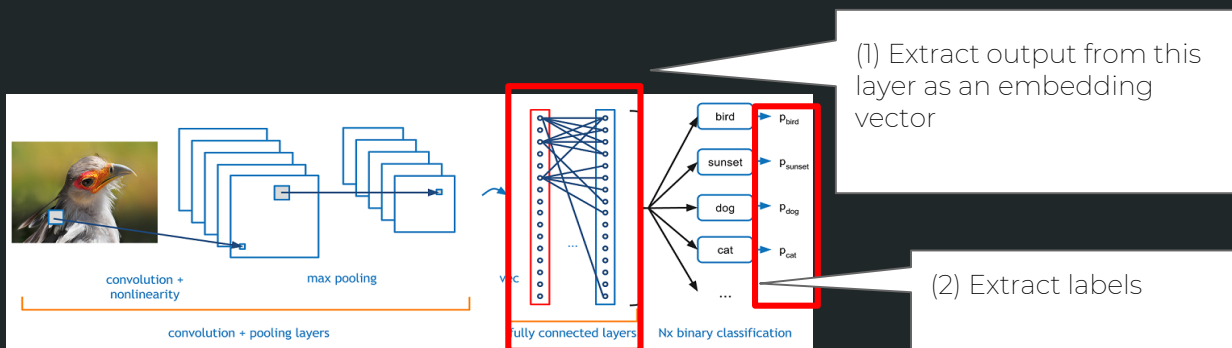 (1) Extract output from this
layer as an embedding
vector
bird
p_bird
sunset
p_sunset
dog
p_dog
cat
p_cat
...
...
(2) Extract labels
convolution +
nonlinearity
max pooling
vec
convolution + pooling layers
fully connected layers
Nx binary classification